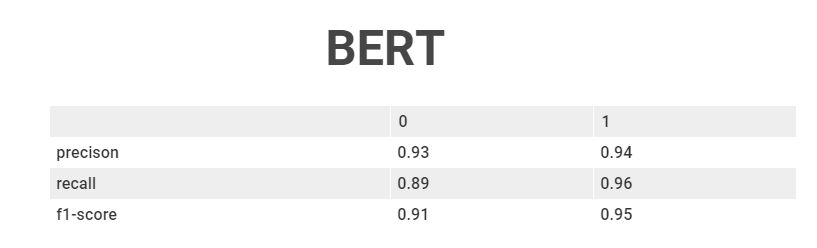 BERT
0 1
precison 0.93 0.94
recall 0.89 0.96
f1-score 0.91 0.95